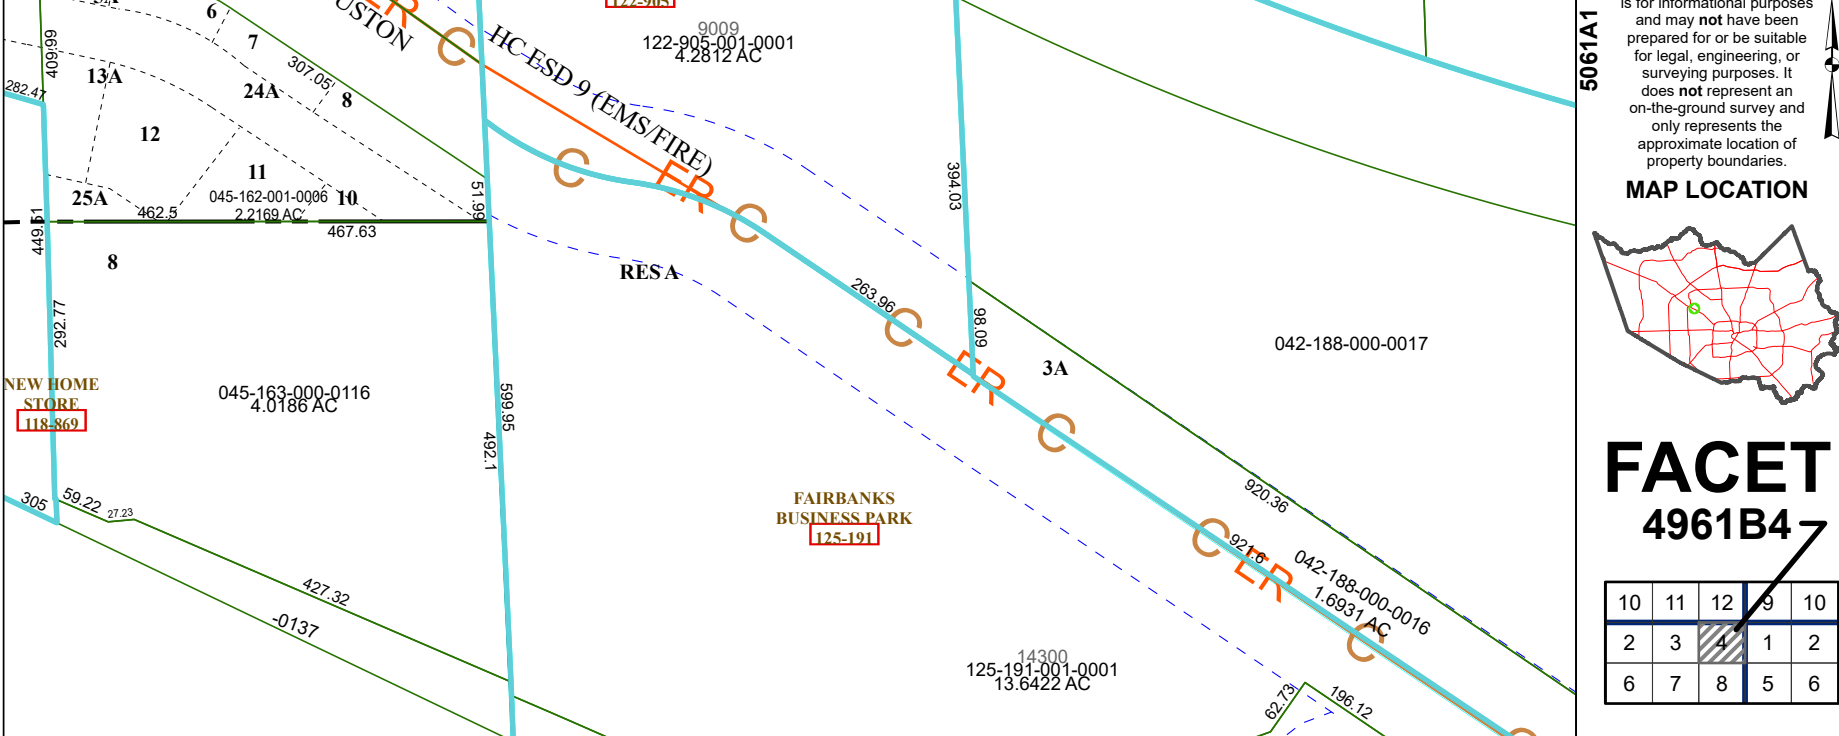 122-905
9009
122-905-001-0001
4.2812 AC
ER
USTON
C
HC ESD 9 (EMS/FIRE)
6
7
409.99
13A
307.05
24A
8
282.47
12
11
25A
045-162-001-0006
10
2.2169 AC
462.5
467.63
51.99
449.51
8
C
ER
C
394.03
RES A
263.96
C
98.09
ER
3A
042-188-000-0017
292.77
NEW HOME
STORE
118-869
045-163-000-0116
4.0186 AC
599.95
492.1
C
305
59.22
27.23
FAIRBANKS
BUSINESS PARK
125-191
920.36
C
921.6
ER
042-188-000-0016
1.6931 AC
C
427.32
-0137
14300
125-191-001-0001
13.6422 AC
62.73
196.12
5061A1
is for informational purposes
and may not have been
prepared for or be suitable
for legal, engineering, or
surveying purposes. It
does not represent an
on-the-ground survey and
only represents the
approximate location of
property boundaries.
MAP LOCATION
FACET
4961B4
10 11 12 9 10
2 3 4 1 2
6 7 8 5 6